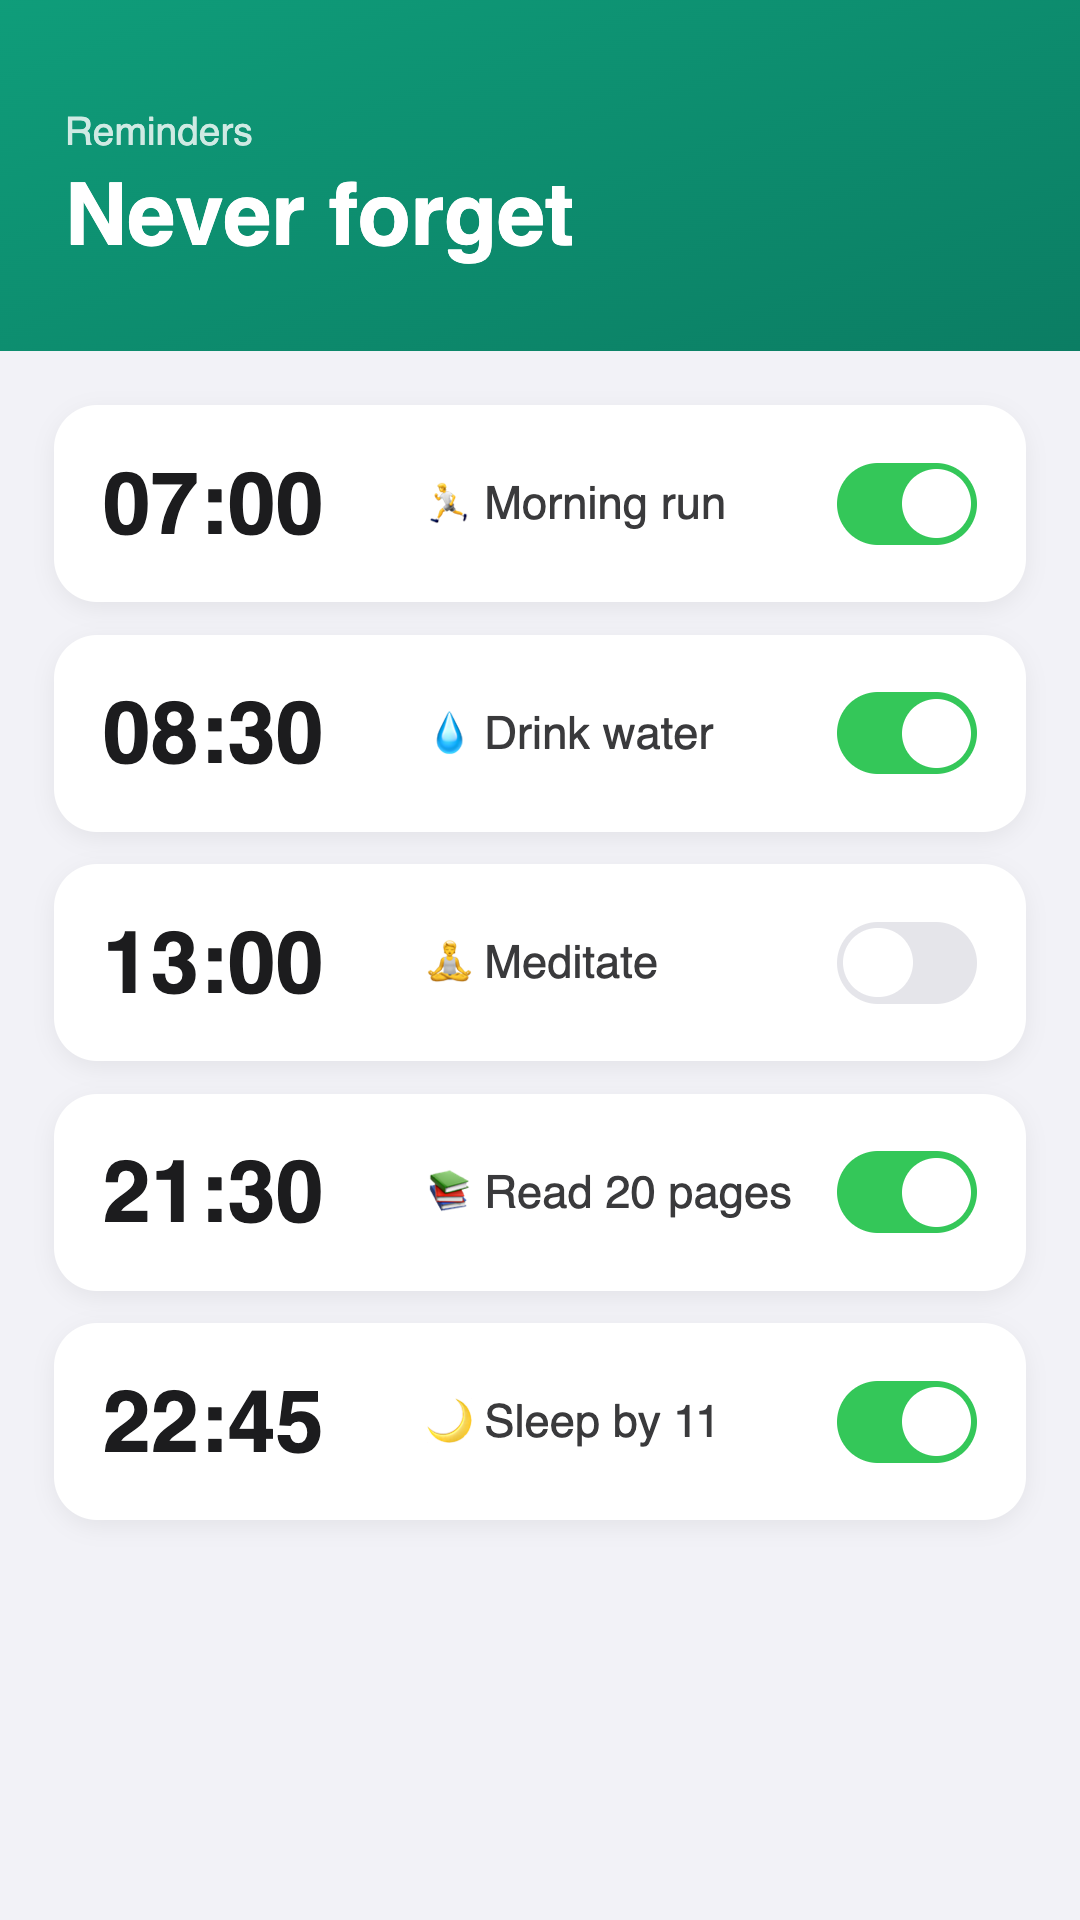 Reminders
Never forget
07:00 🏃 Morning run
08:30 💧 Drink water
13:00 🧘 Meditate
21:30 📚 Read 20 pages
22:45 🌙 Sleep by 11